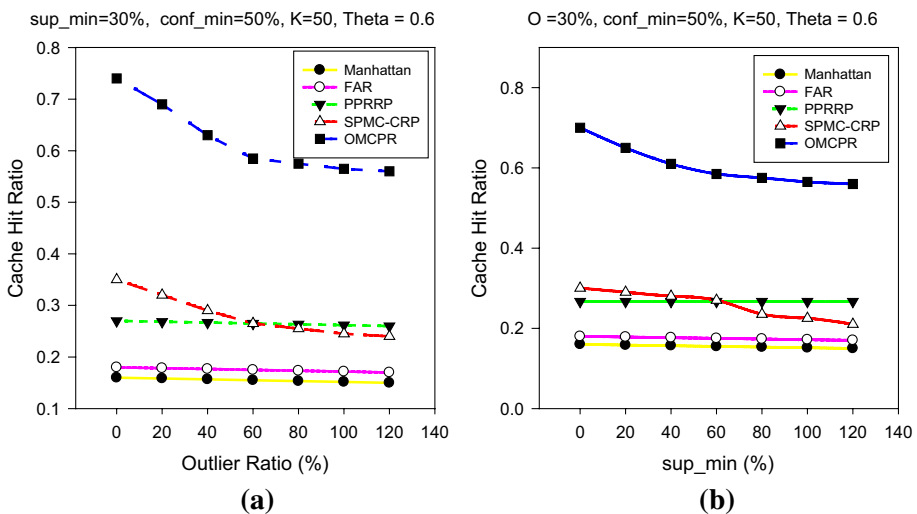 sup_min=30%, conf_min=50%, K=50, Theta = 0.6
0.8
0.7
0.6
0.5
0.4
0.3
0.2
0.1
Cache Hit Ratio
Manhattan
FAR
PPRRP
SPMC-CRP
OMCPR
0 20 40 60 80 100 120 140
Outlier Ratio (%)
(a)
O =30%, conf_min=50%, K=50, Theta = 0.6
0.8
0.6
0.4
0.2
0.0
Cache Hit Ratio
Manhattan
FAR
PPRRP
SPMC-CRP
OMCPR
0 20 40 60 80 100 120 140
sup_min (%)
(b)